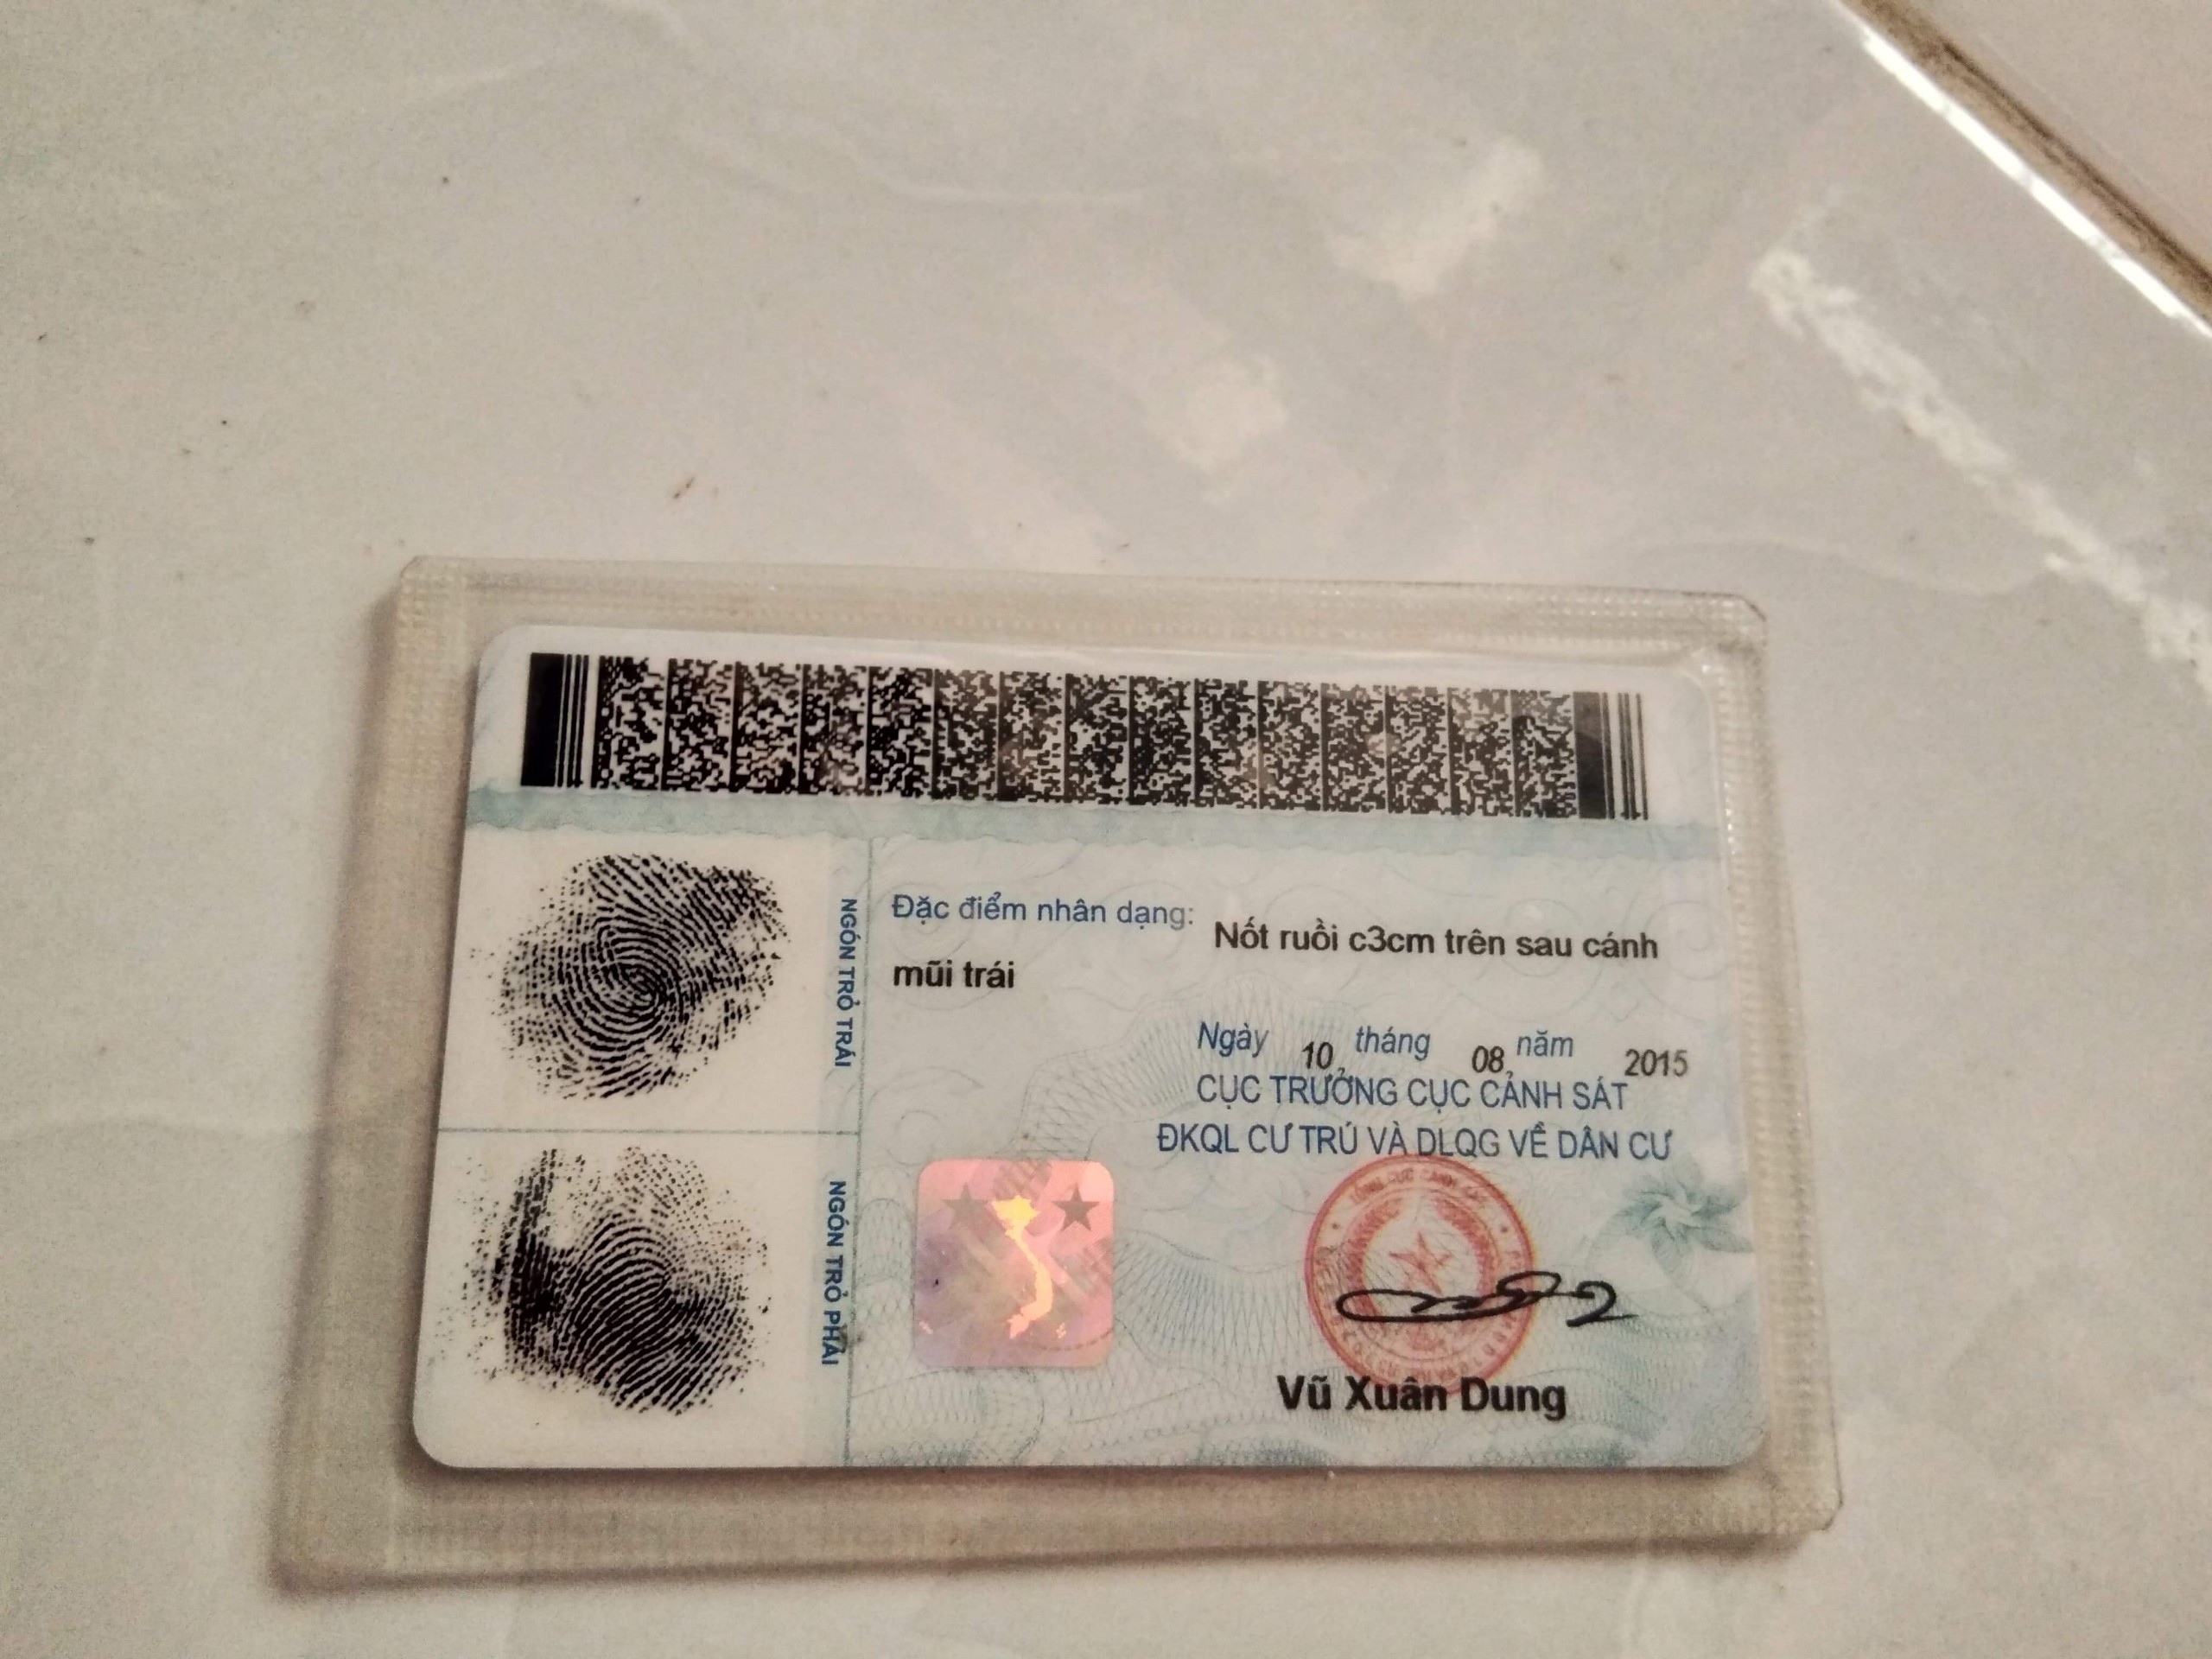 Đặc điểm nhân dạng: Nốt ruồi c3cm trên sau cánh
mũi trái
Ngày 10 tháng 08 năm 2015
CỤC TRƯỞNG CỤC CẢNH SÁT
ĐKQL CƯ TRÚ VÀ DLQG VỀ DÂN CƯ
Vũ Xuân Dung
NGÓN TRỎ TRÁI
NGÓN TRỎ PHẢI